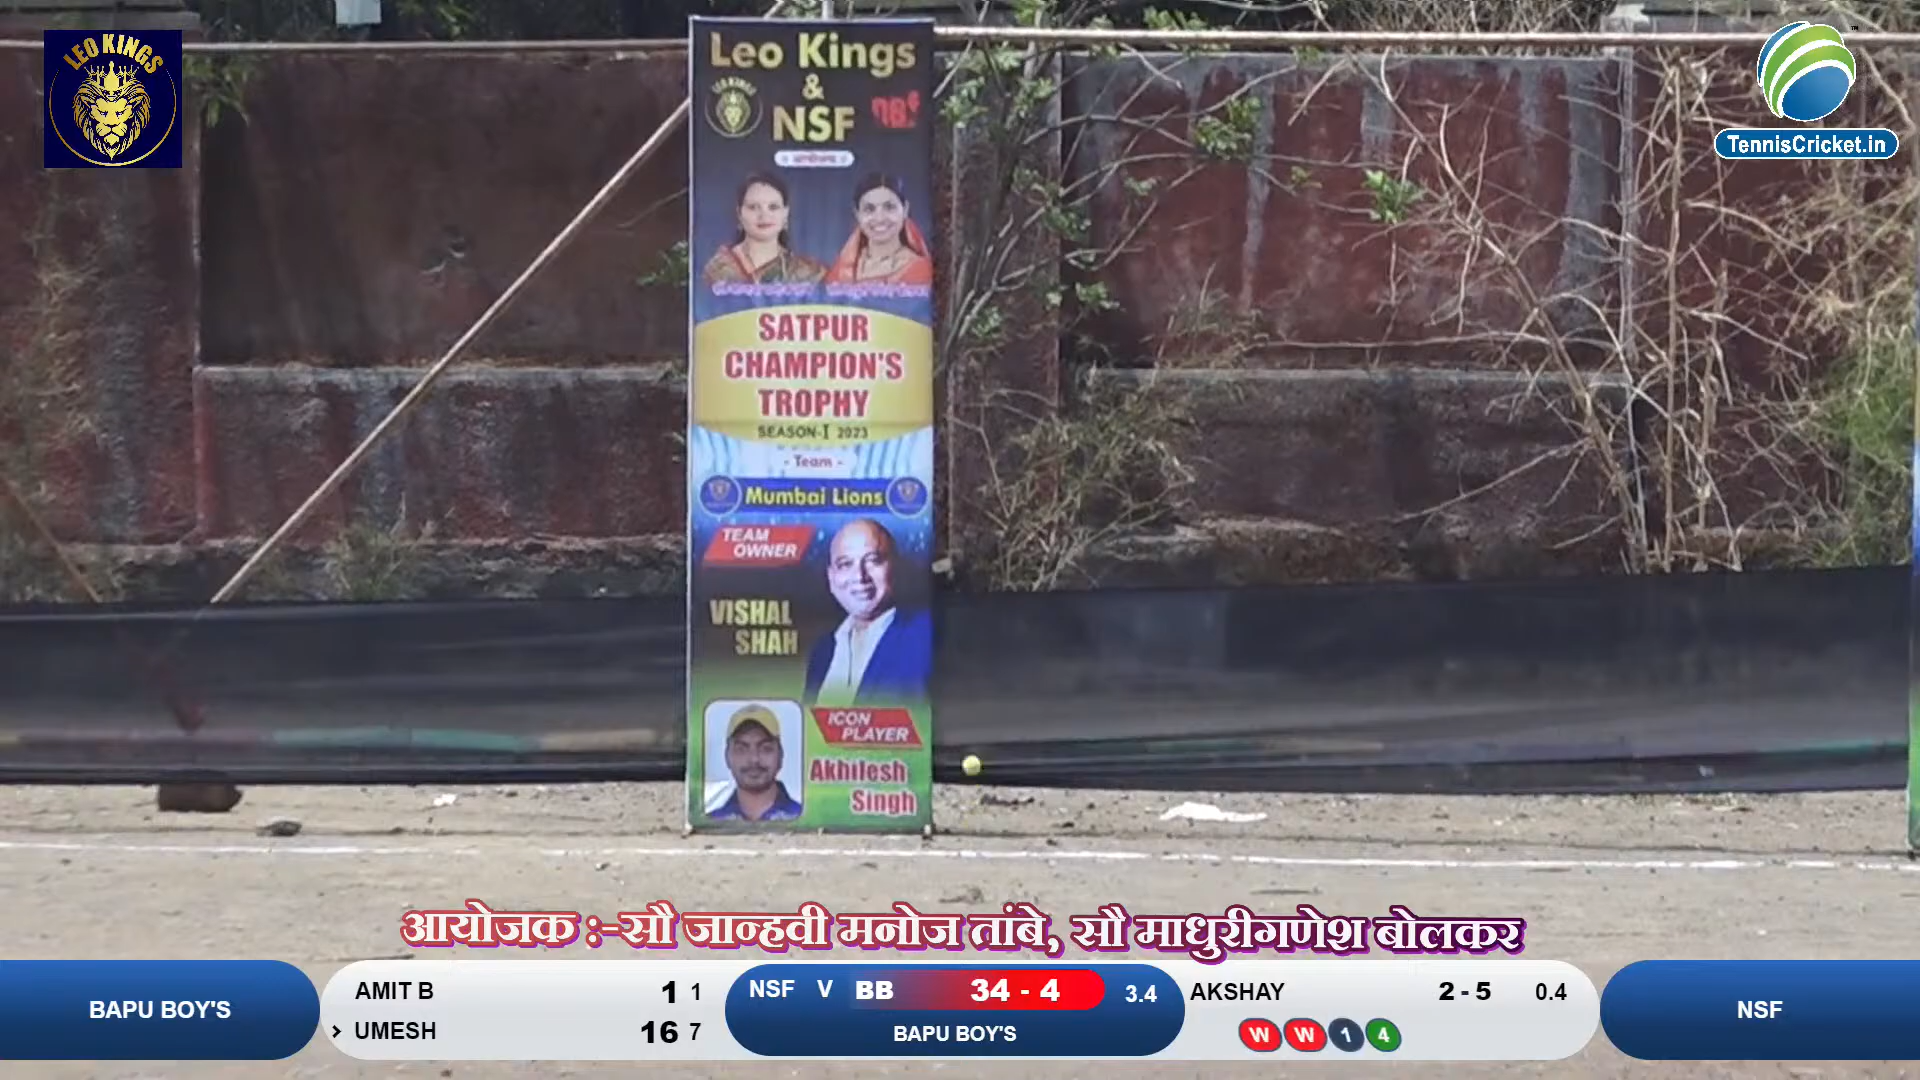 LEO KINGS
Leo Kings
&
NSF
LEO KINGS
SATPUR
CHAMPION'S
TROPHY
SEASON-I 2023
- Team -
Mumbai Lions
TEAM
OWNER
VISHAL
SHAH
ICON
PLAYER
Akhilesh
Singh
TennisCricket.in
आयोजक :-सौ जान्हवी मनोज तांबे, सौ माधुरीगणेश बोलकर
BAPU BOY'S
AMIT B 1 1
> UMESH 16 7
NSF V BB 34 - 4 3.4
BAPU BOY'S
AKSHAY 2 - 5 0.4
W W 1 4
NSF